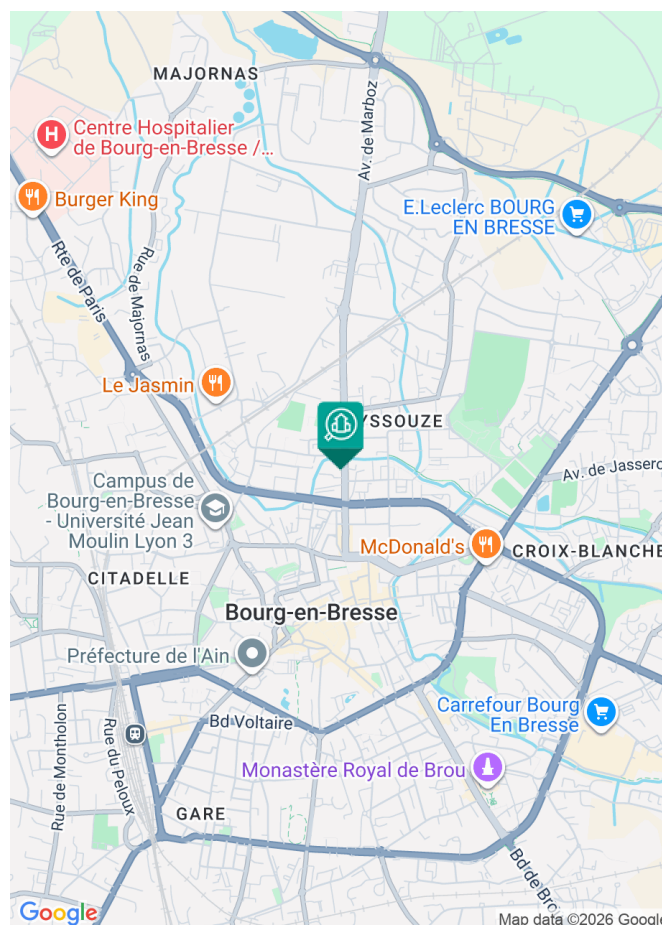 MAJORNAS
Centre Hospitalier
de Bourg-en-Bresse /...
H
Burger King
Av. de Marboz
E.Leclerc BOURG
EN BRESSE
Rte de Paris
Rue de Majornas
Le Jasmin
YSSOUZE
Av. de Jassero
Campus de
Bourg-en-Bresse
- Université Jean
Moulin Lyon 3
McDonald's
CROIX-BLANCHE
CITADELLE
Bourg-en-Bresse
Préfecture de l'Ain
Bd Voltaire
Carrefour Bourg
En Bresse
Rue de Montholon
Rue du Peloux
Monastère Royal de Brou
GARE
Bd de Bro
Google
Map data ©2026 Google